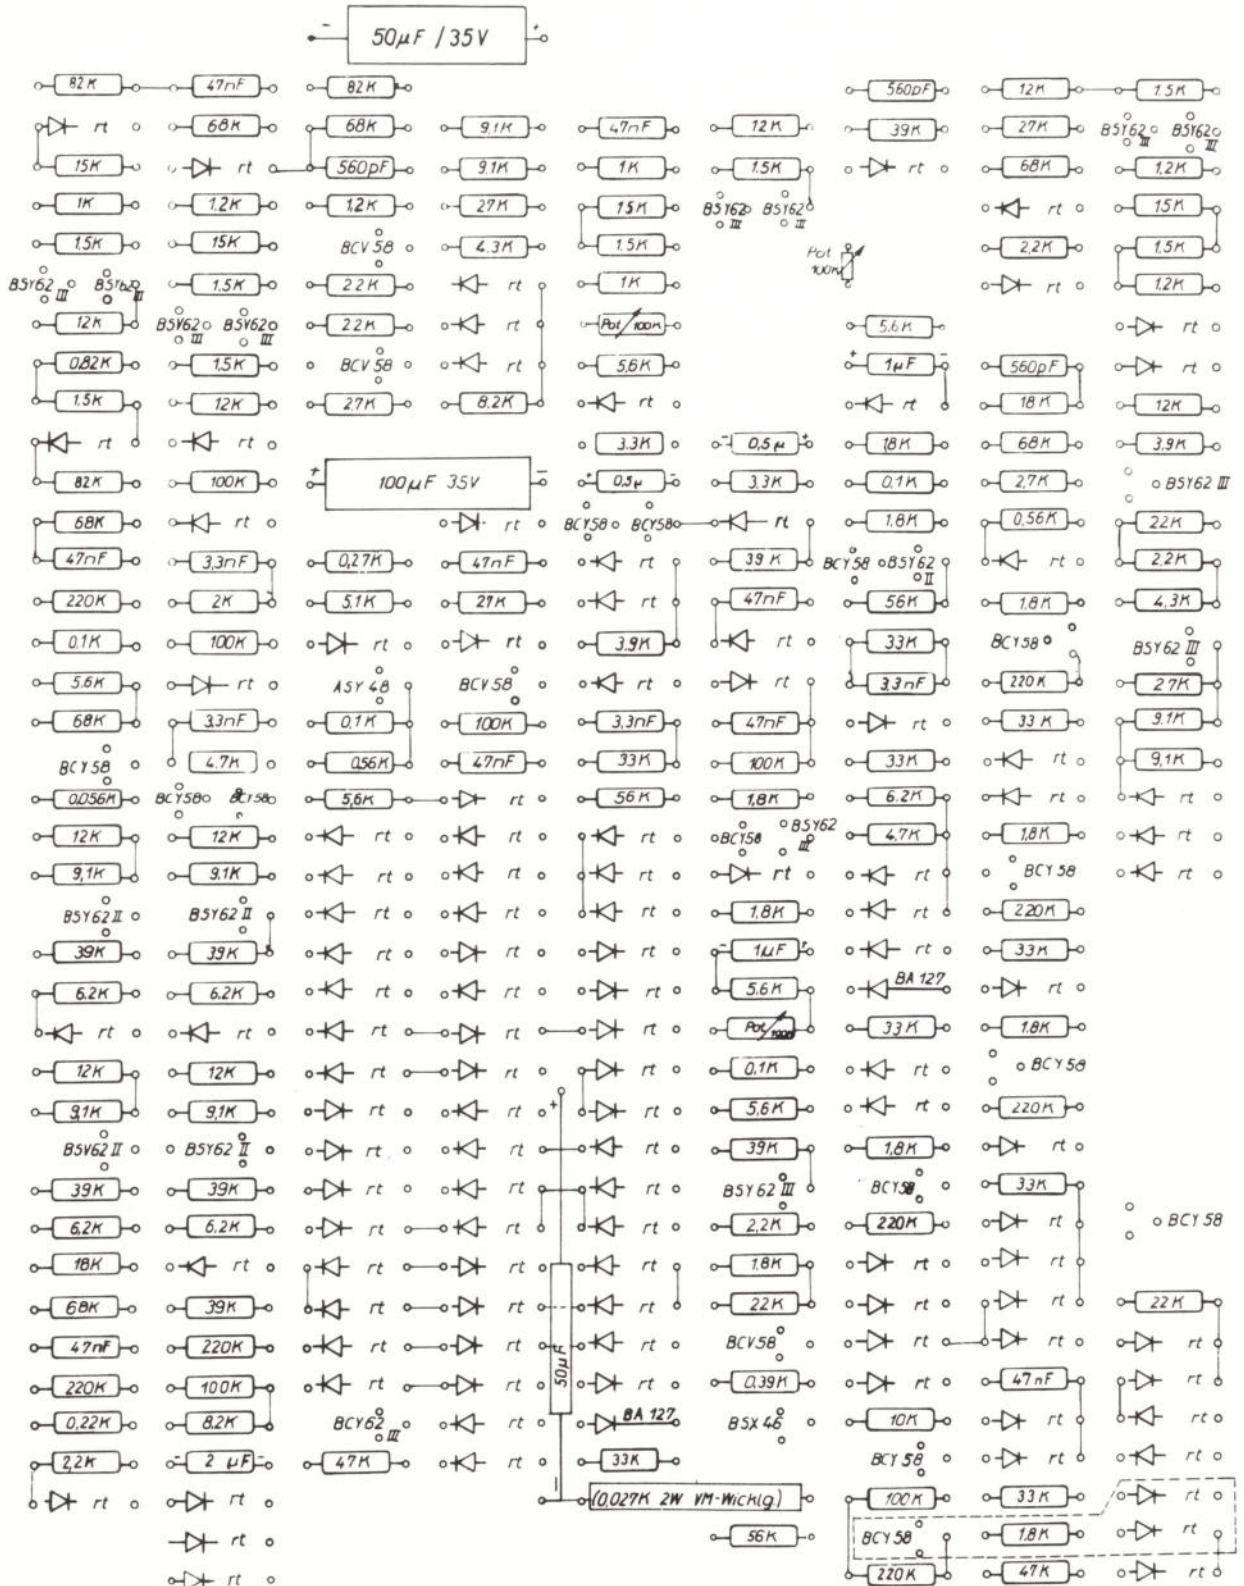 - 50µF /35V +
82K 47nF 82K 560pF 12K 1.5K
rt 68K 68K 9.1K 47nF 12K 39K 27K BSY62 III BSY62 III
15K rt 560pF 9.1K 1K 1.5K rt 68K 1.2K
1K 1.2K 1.2K 27K 15K BSY62 III BSY62 III rt 15K
1.5K 15K BCY58 4.3K 1.5K Pot 100K 2,2K 1.5K
BSY62 III BSY62 III 1.5K 22K rt 1K rt 1.2K
12K BSY62 III BSY62 III 22K rt Pot/100K 5.6K rt
0.82K 1.5K BCY58 rt 5,6K + 1µF - 560pF rt
1.5K 12K 2.7K 8.2K rt rt 18K 12K
rt rt 3.3K - 0,5µ + 18K 68K 3.9K
82K 100K + 100µF 35V - + 0,5µ - 3,3K 0,1K 2,7K BSY62 III
68K rt rt BCY58 BCY58 rt 1,8K 0,56K 22K
47nF 3,3nF 0,27K 47nF rt 39K BCY58 BSY62 II rt 2,2K
220K 2K 5.1K 27K rt 47nF 56K 1.8K 4,3K
0.1K 100K rt rt 3.9K rt 33K BCY58 BSY62 III
5.6K rt ASY48 BCY58 rt rt 3,3nF 220K 27K
68K 3,3nF 0.1K 100K 3,3nF 47nF rt 33K 9.1K
BCY58 4.7K 0.56K 47nF 33K 100K 33K rt 9,1K
0.056K BCY58 BCY58 5,6K rt 56K 1,8K 6.2K rt rt
12K 12K rt rt rt BCY58 BSY62 III 4.7K 1,8K rt
9,1K 9.1K rt rt rt rt rt BCY58 rt
BSY62 II BSY62 II rt rt rt 1,8K rt 220K
39K 39K rt rt rt - 1µF + rt 33K
6.2K 6.2K rt rt rt 5.6K BA 127 rt
rt rt rt rt rt Pot/100K 33K 1.8K
12K 12K rt rt rt 0,1K rt BCY58
9,1K 9,1K rt rt + rt 5,6K rt 220K
BSY62 II BSY62 II rt rt rt 39K 1,8K rt
39K 39K rt rt rt BSY62 III BCY58 33K
6.2K 6.2K rt rt rt 2,2K 220K rt BCY58
18K rt rt rt rt 1.8K rt rt
68K 39K rt rt rt 22K rt rt 22K
47nF 220K rt rt 50µF rt BCY58 rt rt rt
220K 100K rt rt rt 0.39K rt 47nF rt
0,22K 8.2K BCY62 III rt BA 127 BSX46 10K rt rt
2,2K - 2 µF - 47K rt 33K BCY58 rt rt
rt rt - (0,027K 2W VM-Wicklg.) 100K 33K rt
rt 56K BCY58 1.8K rt
rt 220K 47K rt